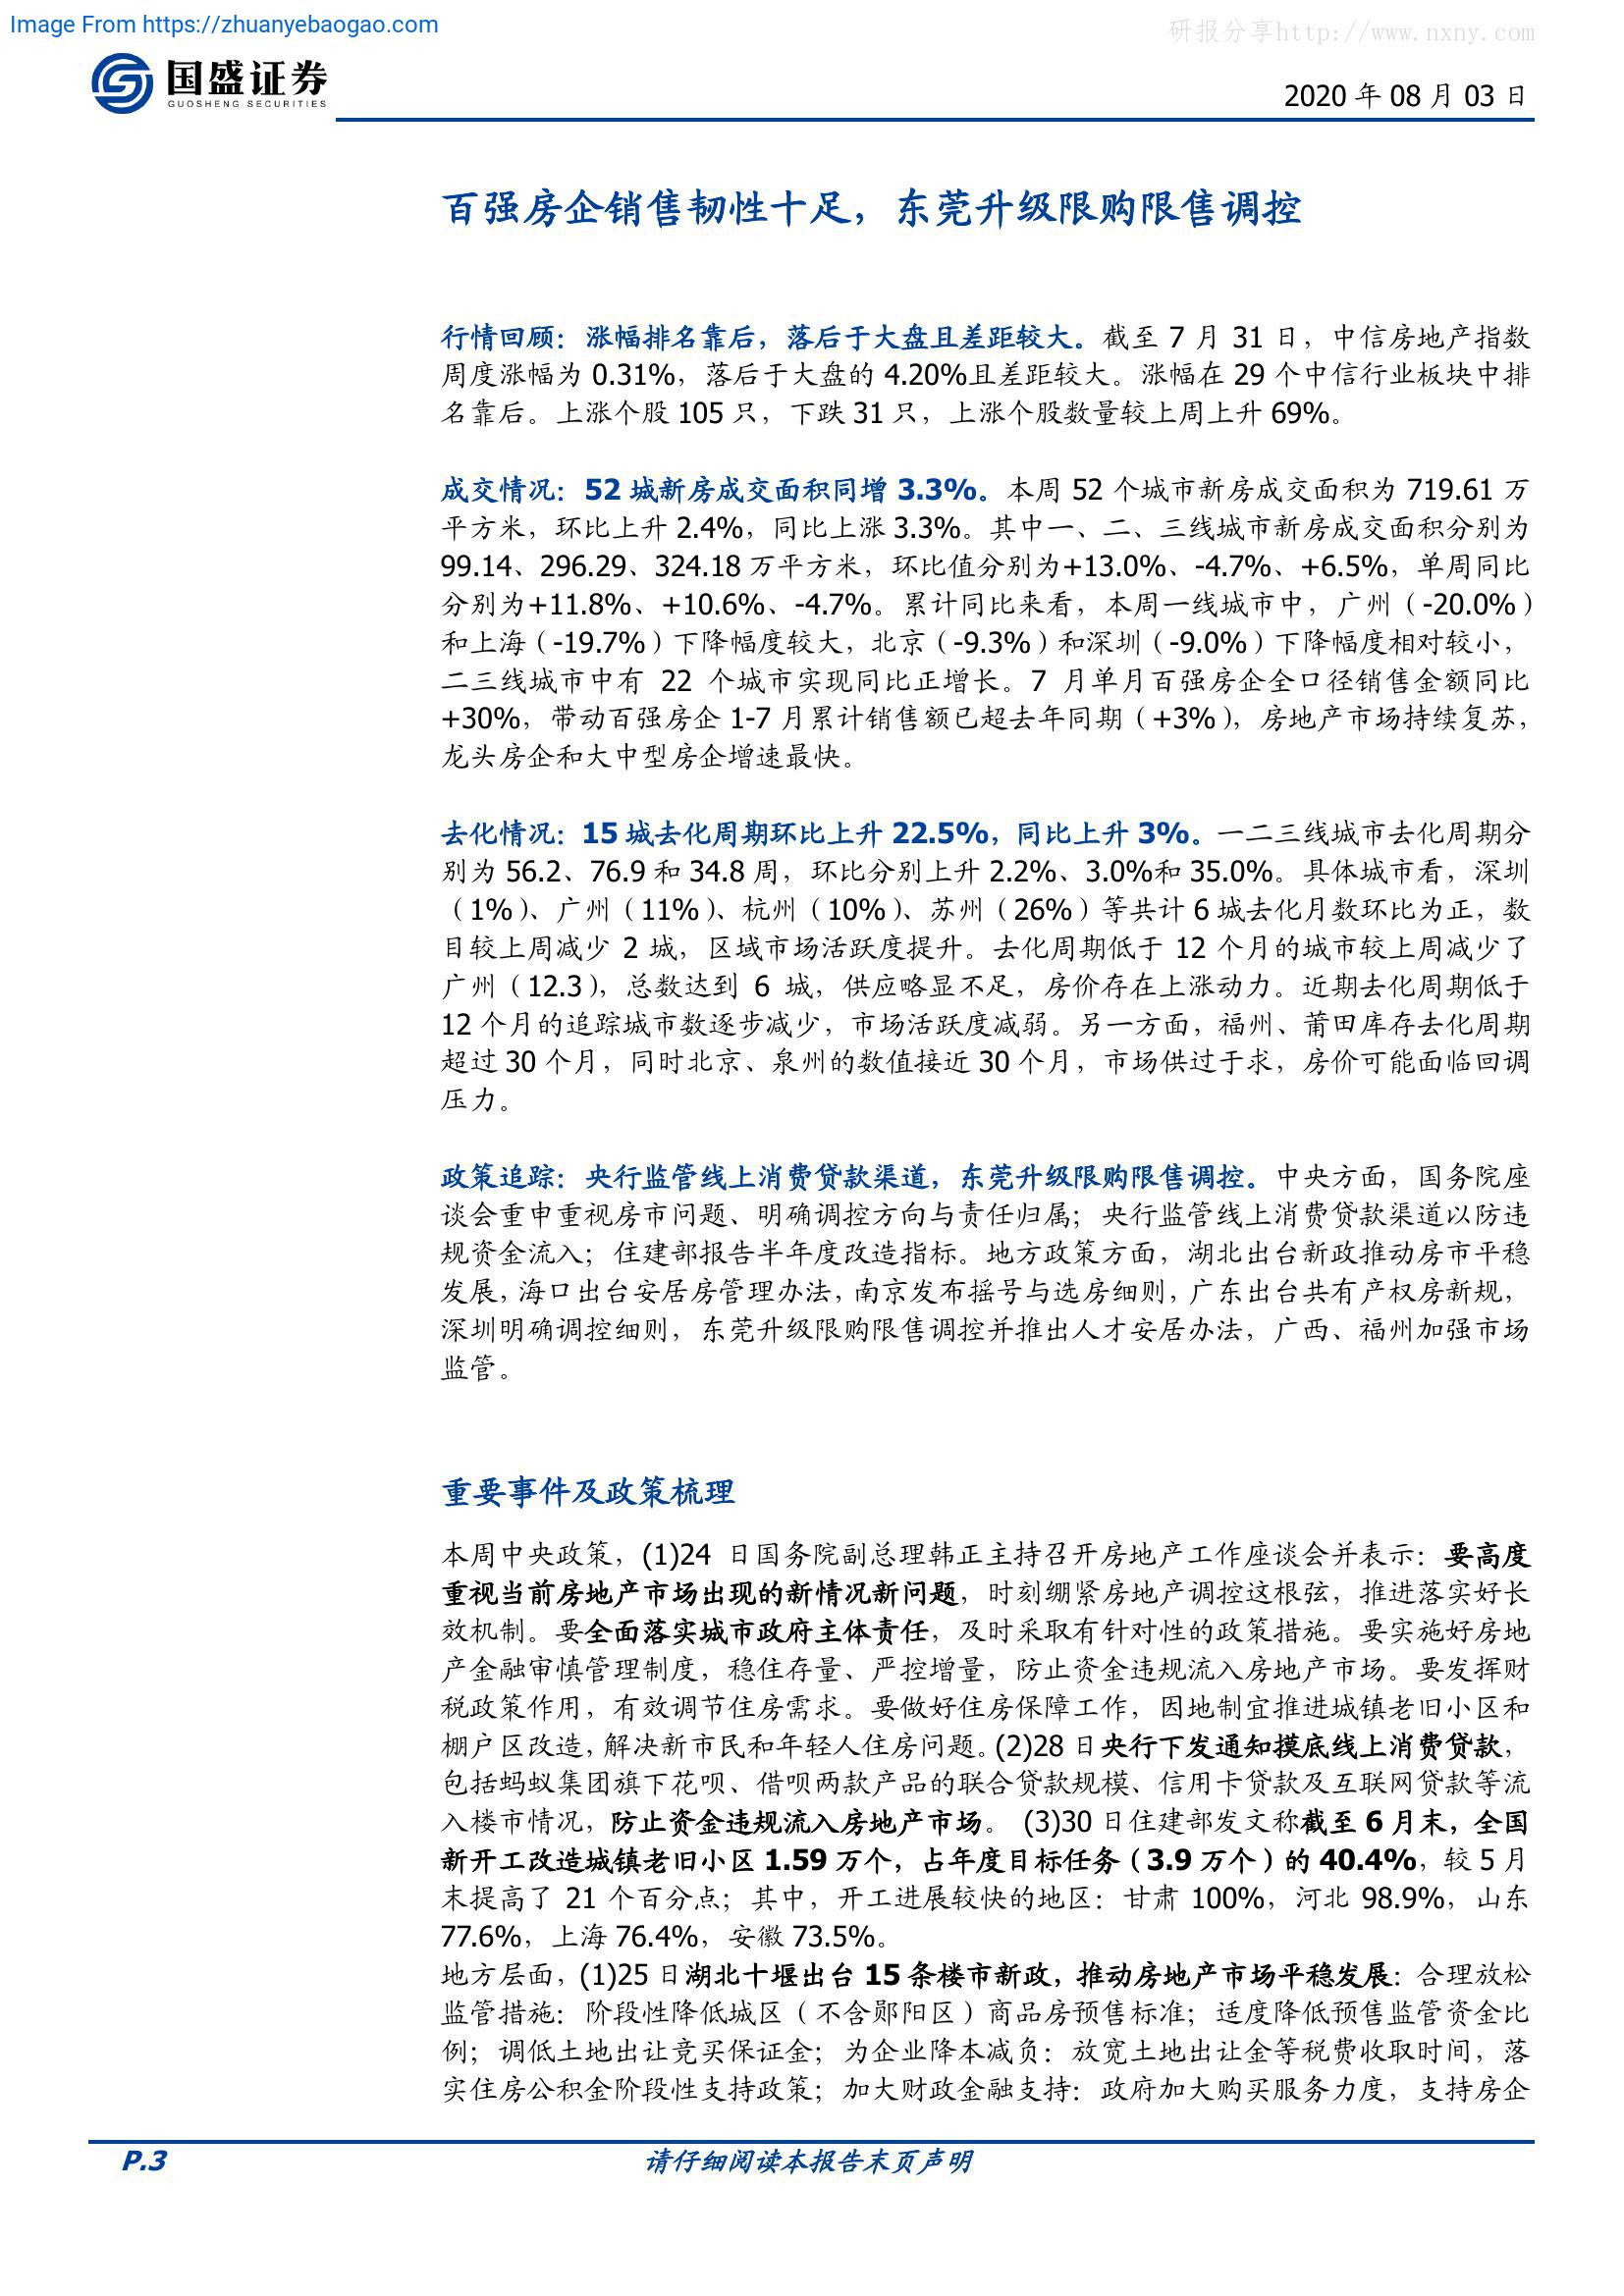 Image From https://zhuanyebaogao.com
研报分享http://www.nxny.com
国盛证券
GUOSHENG SECURITIES
2020 年 08 月 03 日
百强房企销售韧性十足，东莞升级限购限售调控
行情回顾：涨幅排名靠后，落后于大盘且差距较大。截至 7 月 31 日，中信房地产指数
周度涨幅为 0.31%，落后于大盘的 4.20%且差距较大。涨幅在 29 个中信行业板块中排
名靠后。上涨个股 105 只，下跌 31 只，上涨个股数量较上周上升 69%。
成交情况：52 城新房成交面积同增 3.3%。本周 52 个城市新房成交面积为 719.61 万
平方米，环比上升 2.4%，同比上涨 3.3%。其中一、二、三线城市新房成交面积分别为
99.14、296.29、324.18 万平方米，环比值分别为+13.0%、-4.7%、+6.5%，单周同比
分别为+11.8%、+10.6%、-4.7%。累计同比来看，本周一线城市中，广州（-20.0%）
和上海（-19.7%）下降幅度较大，北京（-9.3%）和深圳（-9.0%）下降幅度相对较小，
二三线城市中有 22 个城市实现同比正增长。7 月单月百强房企全口径销售金额同比
+30%，带动百强房企 1-7 月累计销售额已超去年同期（+3%），房地产市场持续复苏，
龙头房企和大中型房企增速最快。
去化情况：15 城去化周期环比上升 22.5%，同比上升 3%。一二三线城市去化周期分
别为 56.2、76.9 和 34.8 周，环比分别上升 2.2%、3.0%和 35.0%。具体城市看，深圳
（1%）、广州（11%）、杭州（10%）、苏州（26%）等共计 6 城去化月数环比为正，数
目较上周减少 2 城，区域市场活跃度提升。去化周期低于 12 个月的城市较上周减少了
广州（12.3），总数达到 6 城，供应略显不足，房价存在上涨动力。近期去化周期低于
12 个月的追踪城市数逐步减少，市场活跃度减弱。另一方面，福州、莆田库存去化周期
超过 30 个月，同时北京、泉州的数值接近 30 个月，市场供过于求，房价可能面临回调
压力。
政策追踪：央行监管线上消费贷款渠道，东莞升级限购限售调控。中央方面，国务院座
谈会重申重视房市问题、明确调控方向与责任归属；央行监管线上消费贷款渠道以防违
规资金流入；住建部报告半年度改造指标。地方政策方面，湖北出台新政推动房市平稳
发展，海口出台安居房管理办法，南京发布摇号与选房细则，广东出台共有产权房新规，
深圳明确调控细则，东莞升级限购限售调控并推出人才安居办法，广西、福州加强市场
监管。
重要事件及政策梳理
本周中央政策，(1)24 日国务院副总理韩正主持召开房地产工作座谈会并表示：要高度
重视当前房地产市场出现的新情况新问题，时刻绷紧房地产调控这根弦，推进落实好长
效机制。要全面落实城市政府主体责任，及时采取有针对性的政策措施。要实施好房地
产金融审慎管理制度，稳住存量、严控增量，防止资金违规流入房地产市场。要发挥财
税政策作用，有效调节住房需求。要做好住房保障工作，因地制宜推进城镇老旧小区和
棚户区改造，解决新市民和年轻人住房问题。(2)28 日央行下发通知摸底线上消费贷款，
包括蚂蚁集团旗下花呗、借呗两款产品的联合贷款规模、信用卡贷款及互联网贷款等流
入楼市情况，防止资金违规流入房地产市场。 (3)30 日住建部发文称截至 6 月末，全国
新开工改造城镇老旧小区 1.59 万个，占年度目标任务（3.9 万个）的 40.4%，较 5 月
末提高了 21 个百分点；其中，开工进展较快的地区：甘肃 100%，河北 98.9%，山东
77.6%，上海 76.4%，安徽 73.5%。
地方层面，(1)25 日湖北十堰出台 15 条楼市新政，推动房地产市场平稳发展：合理放松
监管措施：阶段性降低城区（不含郧阳区）商品房预售标准；适度降低预售监管资金比
例；调低土地出让竞买保证金；为企业降本减负：放宽土地出让金等税费收取时间，落
实住房公积金阶段性支持政策；加大财政金融支持：政府加大购买服务力度，支持房企
P.3
请仔细阅读本报告末页声明